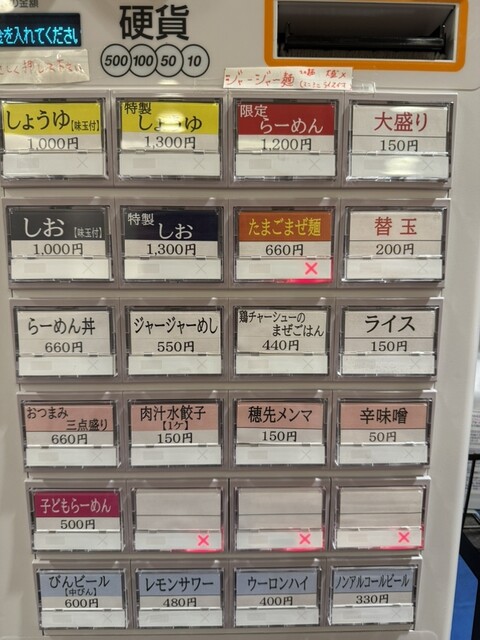 金額
金を入れてください
硬貨
500 100 50 10
ジャージャー麺
しょうゆ【味玉付】
1,000円
特製
しょうゆ
1,300円
限定
らーめん
1,200円
大盛り
150円
しお【味玉付】
1,000円
特製
しお
1,300円
たまごまぜ麺
660円
替玉
200円
らーめん丼
660円
ジャージャーめし
550円
鶏チャーシューの
まぜごはん
440円
ライス
150円
おつまみ
三点盛り
660円
肉汁水餃子
【1ケ】
150円
穂先メンマ
150円
辛味噌
50円
子どもらーめん
500円
びんビール
【中びん】
600円
レモンサワー
480円
ウーロンハイ
400円
ノンアルコールビール
330円